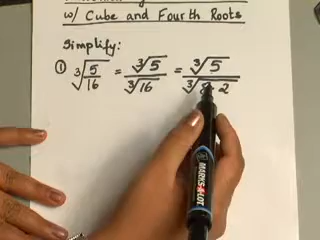 w/ Cube and Fourth Roots
Simplify:
① ∛(5/16) = ∛5/∛16 = ∛5/∛(8·2)
MARKS-A-LOT